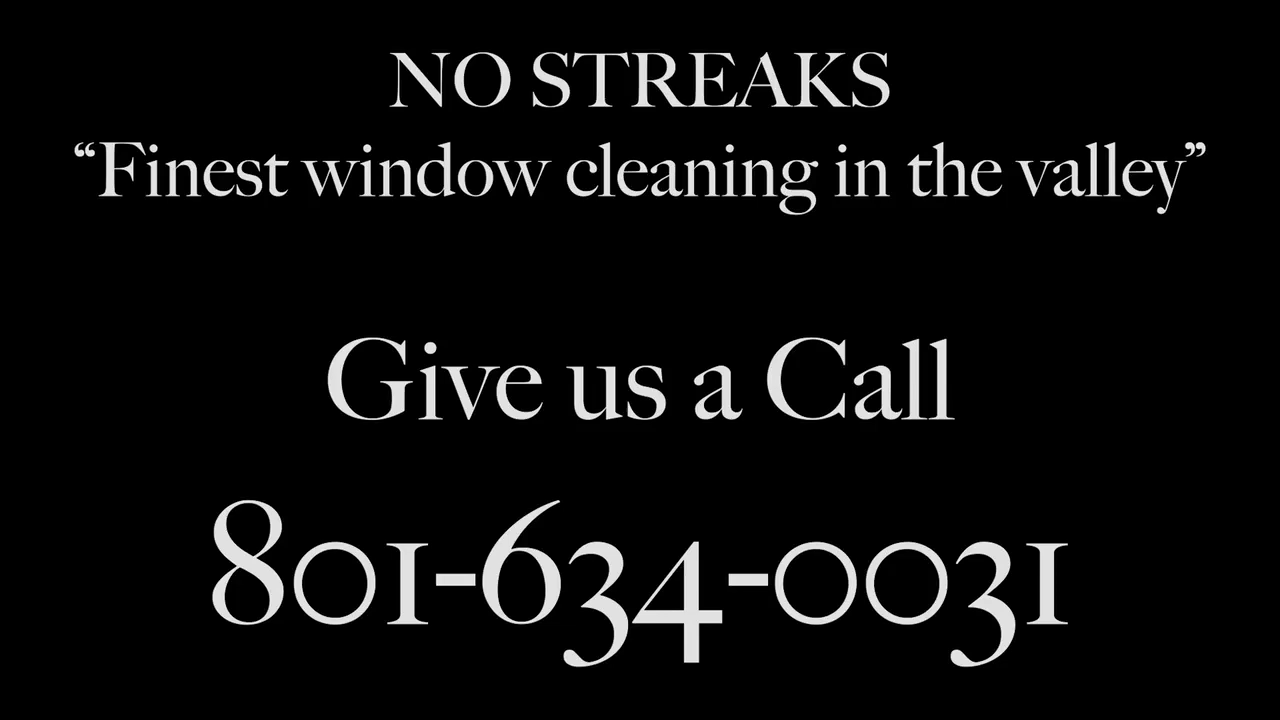 NO STREAKS
“Finest window cleaning in the valley”
Give us a Call
801-634-0031